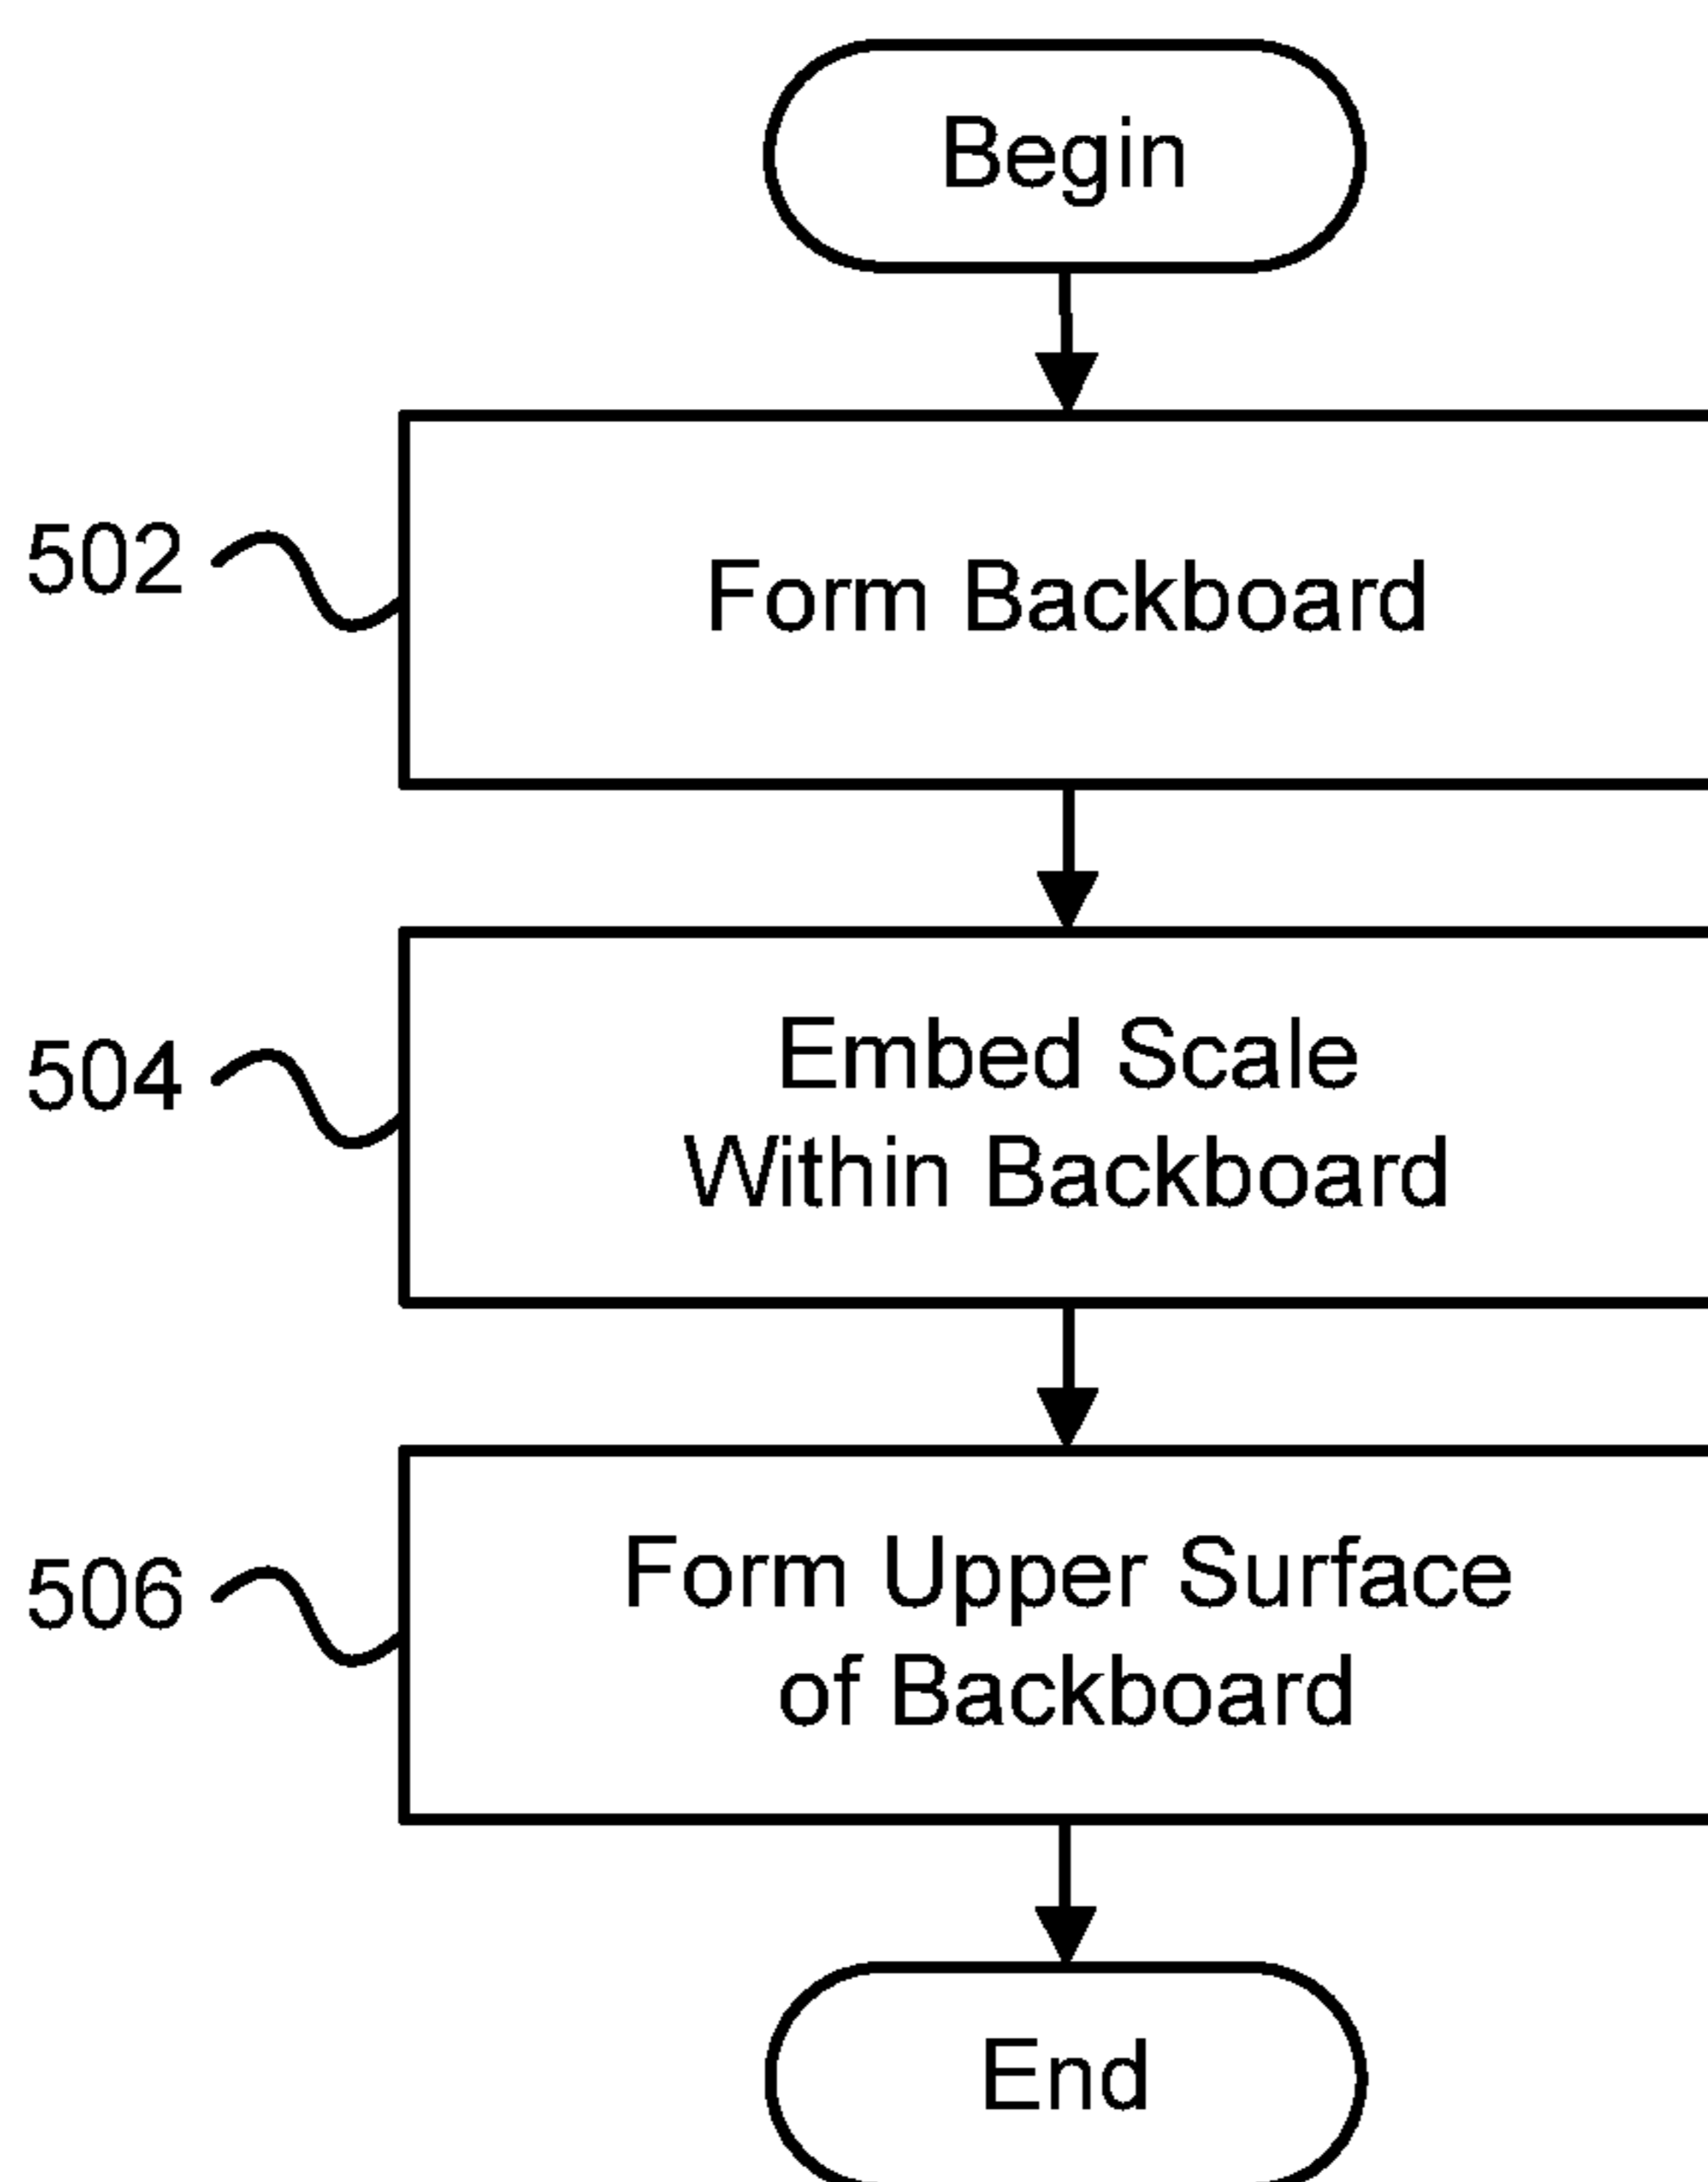 Begin
502
Form Backboard
504
Embed Scale
Within Backboard
506
Form Upper Surface
of Backboard
End